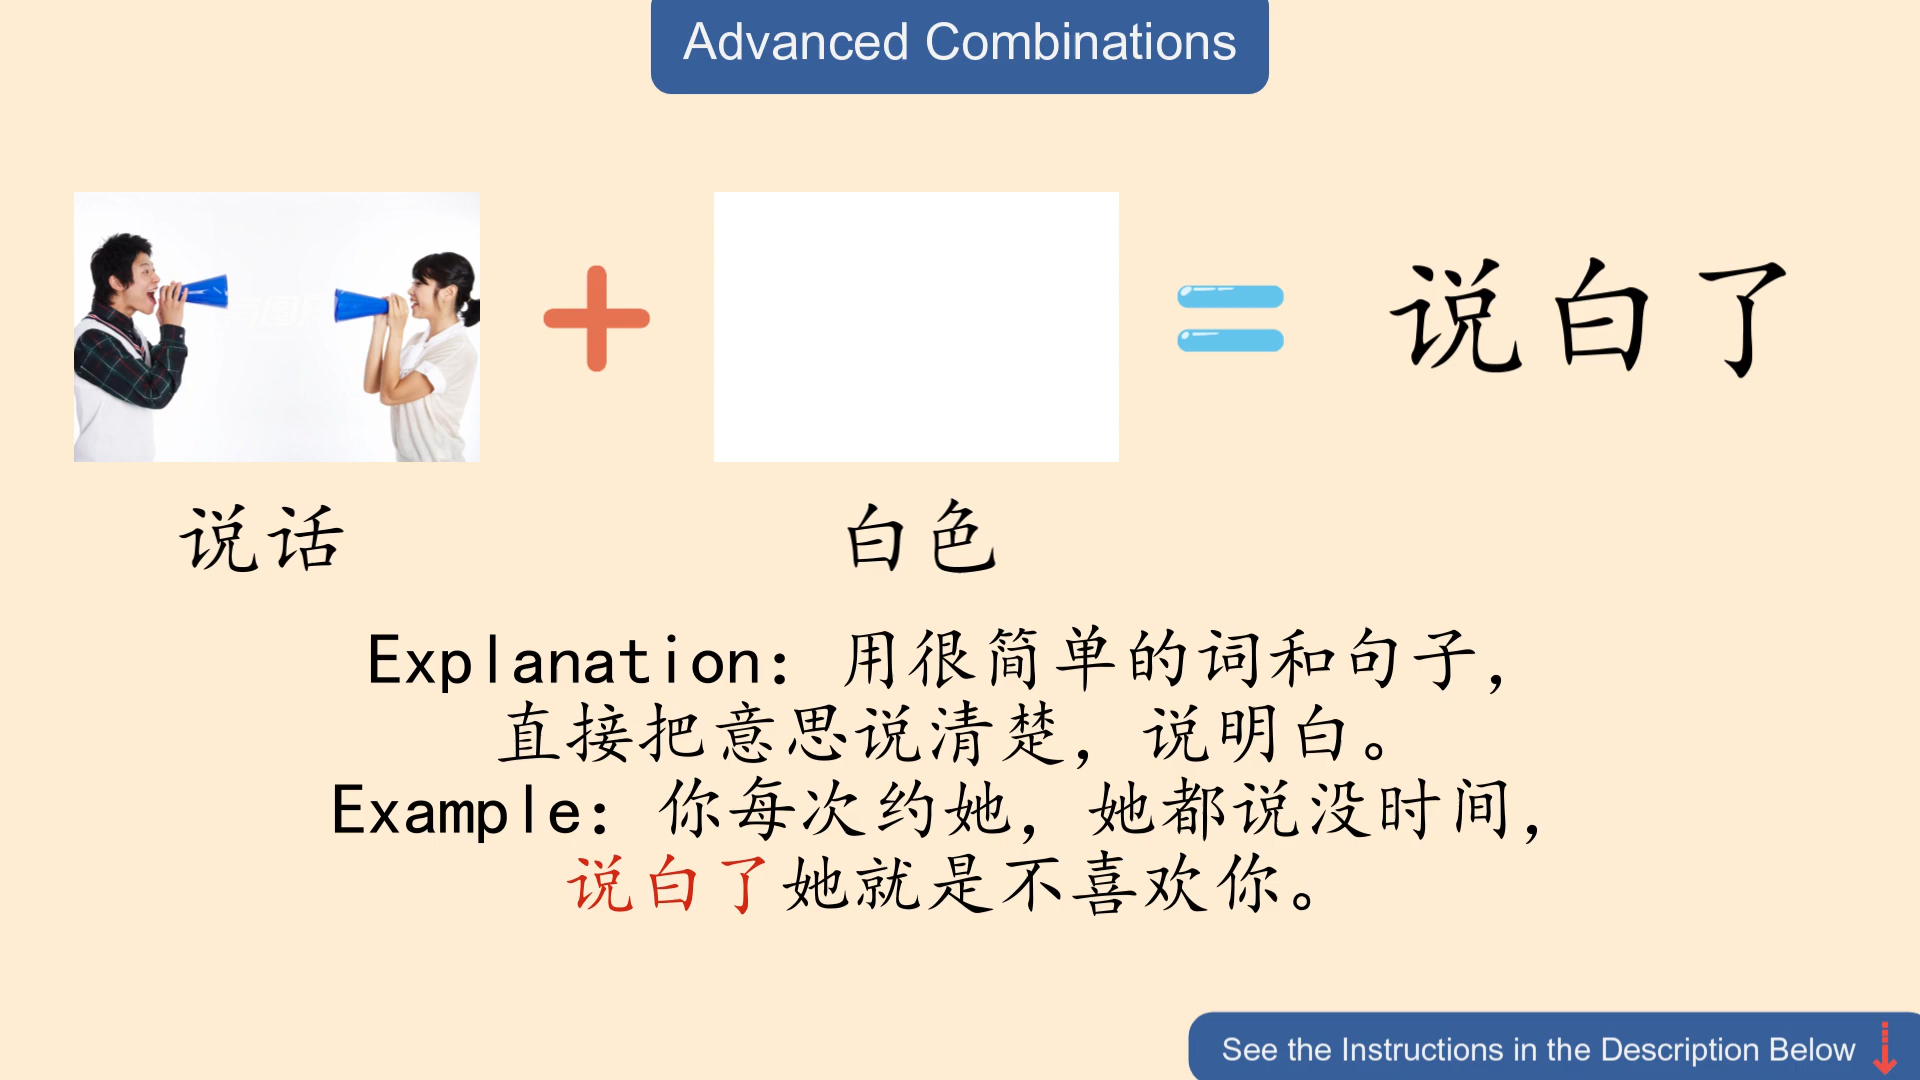 Advanced Combinations
说白了
说话
白色
Explanation：用很简单的词和句子，
直接把意思说清楚，说明白。
Example：你每次约她，她都说没时间，
说白了她就是不喜欢你。
See the Instructions in the Description Below